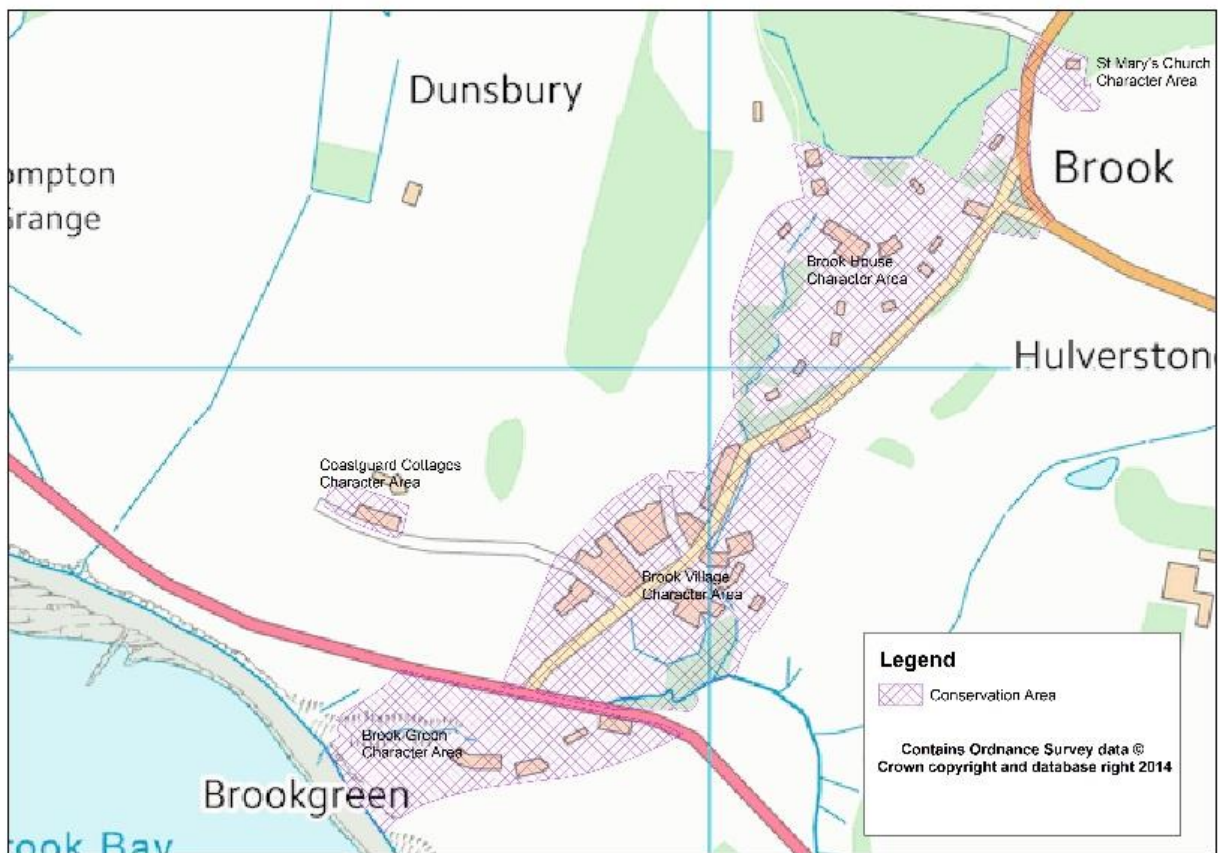 Dunsbury
St Mary's Church
Character Area
ompton
Grange
Brook
Brook House
Character Area
Hulverston
Coastguard Cottages
Character Area
Brook Village
Character Area
Legend
Conservation Area
Brook Green
Character Area
Contains Ordnance Survey data ©
Crown copyright and database right 2014
Brookgreen
rook Bay